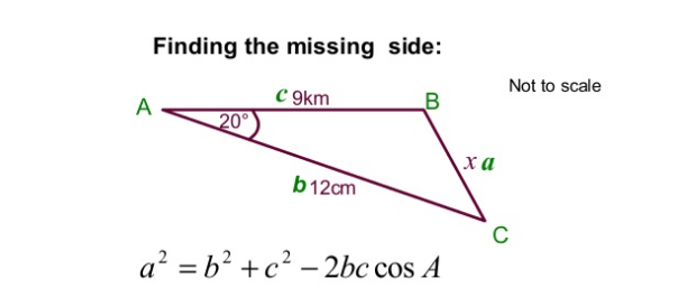 Finding the missing side:
Not to scale
A
c 9km
B
20°
x a
b 12cm
C
a² = b² + c² − 2bc cos A